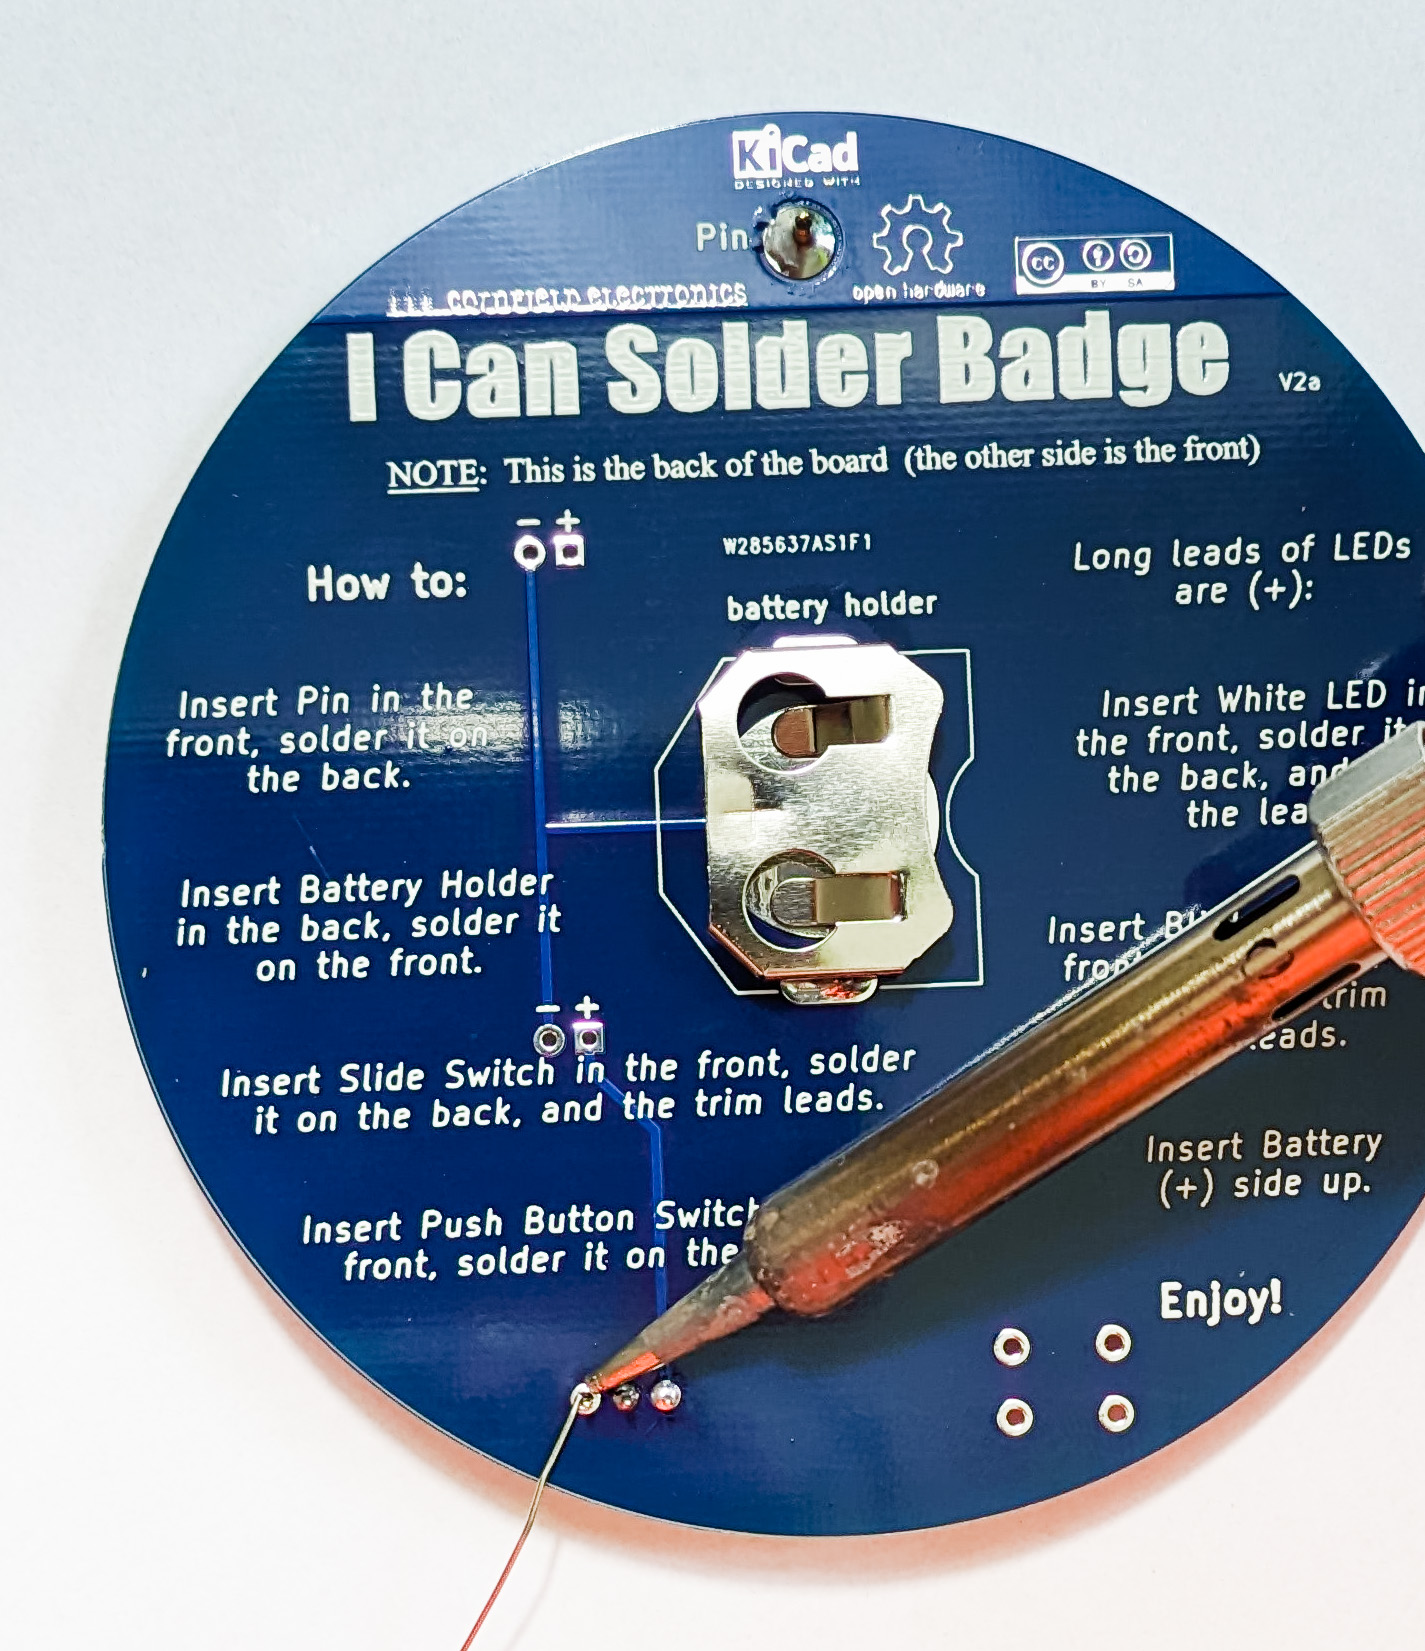 KiCad
DESIGNED WITH
Pin
open hardware
cc BY SA
CORNFIELD ELECTRONICS
I Can Solder Badge
V2a
NOTE: This is the back of the board (the other side is the front)
- +
W285637AS1F1
How to:
battery holder
Long leads of LEDs
are (+):
Insert Pin in the
front, solder it on
the back.
Insert White LED
the front, solder
the back,
the
Insert Battery Holder
in the back, solder it
on the front.
Insert
- +
Insert Slide Switch in the front, solder
it on the back, and the trim leads.
Insert Push Button Switch
front, solder it on the
Insert Battery
(+) side up.
Enjoy!